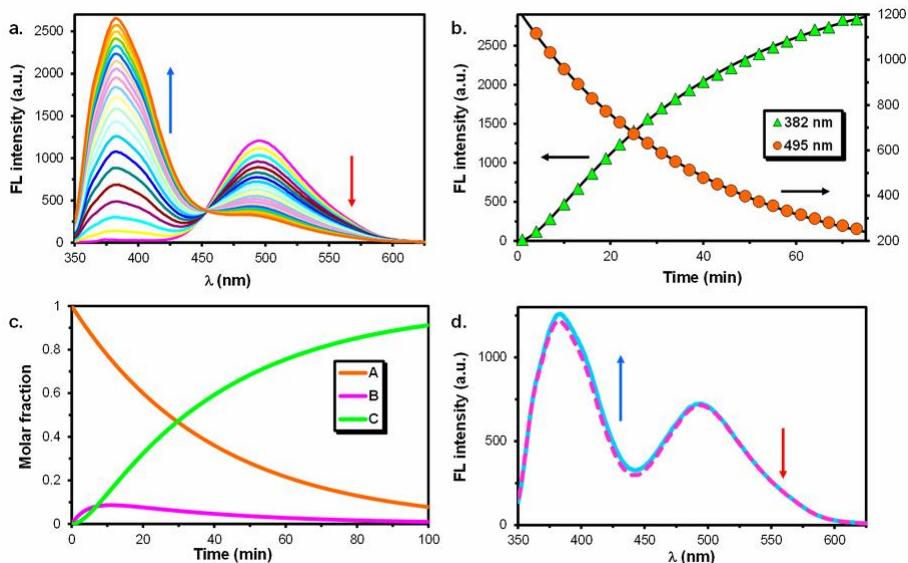 a.
FL intensity (a.u.)
2500
2000
1500
1000
500
0
350
400
450
500
550
600
λ (nm)
b.
FL intensity (a.u.)
2500
2000
1500
1000
500
0
1200
1000
800
600
400
200
382 nm
495 nm
0
20
40
60
Time (min)
c.
Molar fraction
1
0.8
0.6
0.4
0.2
0
A
B
C
0
20
40
60
80
100
Time (min)
d.
FL intensity (a.u.)
1000
500
0
350
400
450
500
550
600
λ (nm)